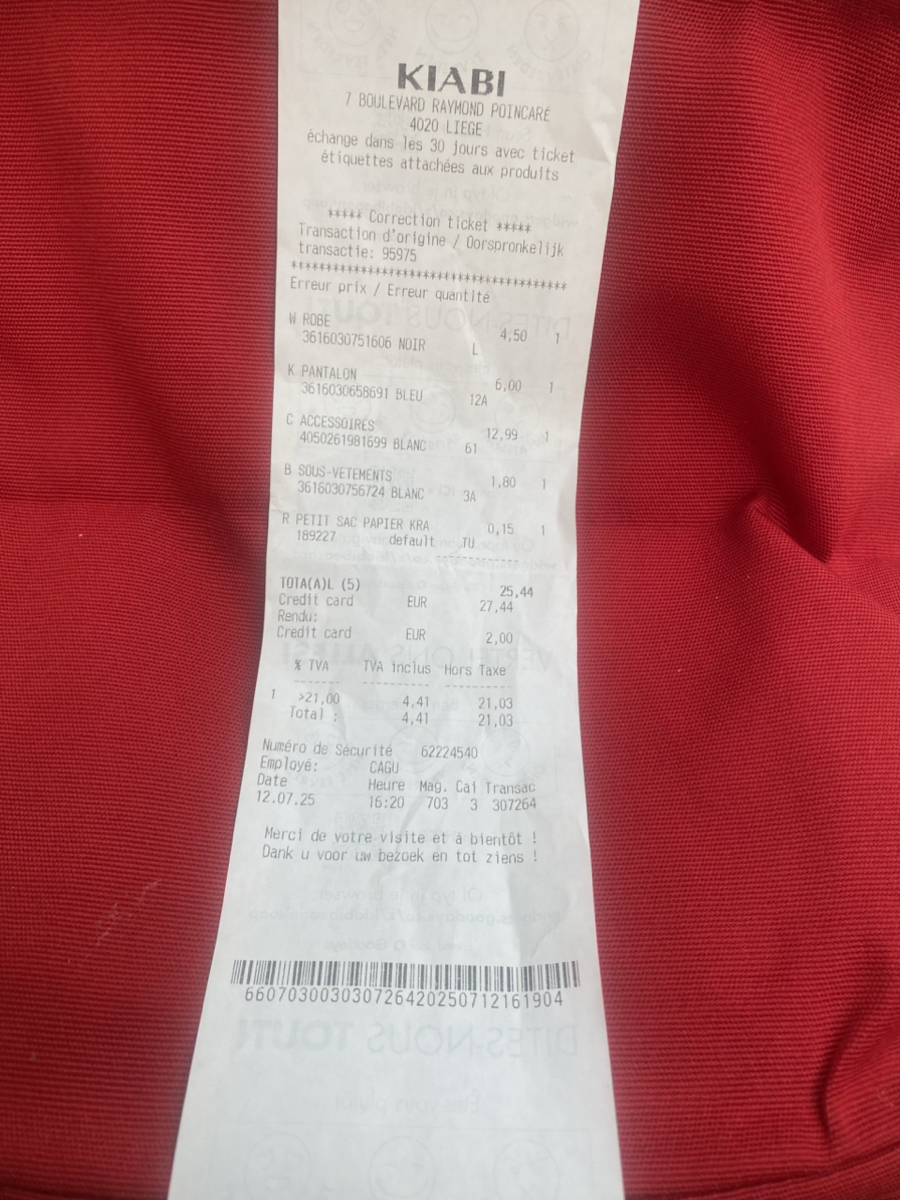 KIABI
7 BOULEVARD RAYMOND POINCARÉ
4020 LIEGE
échange dans les 30 jours avec ticket
étiquettes attachées aux produits
***** Correction ticket *****
Transaction d'origine / Oorspronkelijk
transactie: 95975
****************************************
Erreur prix / Erreur quantité
W ROBE 4,50 1
3616030751606 NOIR L
K PANTALON 6,00 1
3616030658691 BLEU 12A
C ACCESSOIRES 12,99 1
4050261981699 BLANC 61
B SOUS-VETEMENTS 1,80 1
3616030756724 BLANC 3A
R PETIT SAC PAPIER KRA 0,15 1
189227 default TU
TOTA(A)L (5) 25,44
Credit card EUR 27,44
Rendu:
Credit card EUR 2,00
% TVA TVA inclus Hors Taxe
1 >21,00 4,41 21,03
Total : 4,41 21,03
Numéro de Sécurité 62224540
Employé: CAGU
Date Heure Mag. Cai Transac
12.07.25 16:20 703 3 307264
Merci de votre visite et à bientôt !
Dank u voor uw bezoek en tot ziens !
660703003030726420250712161904